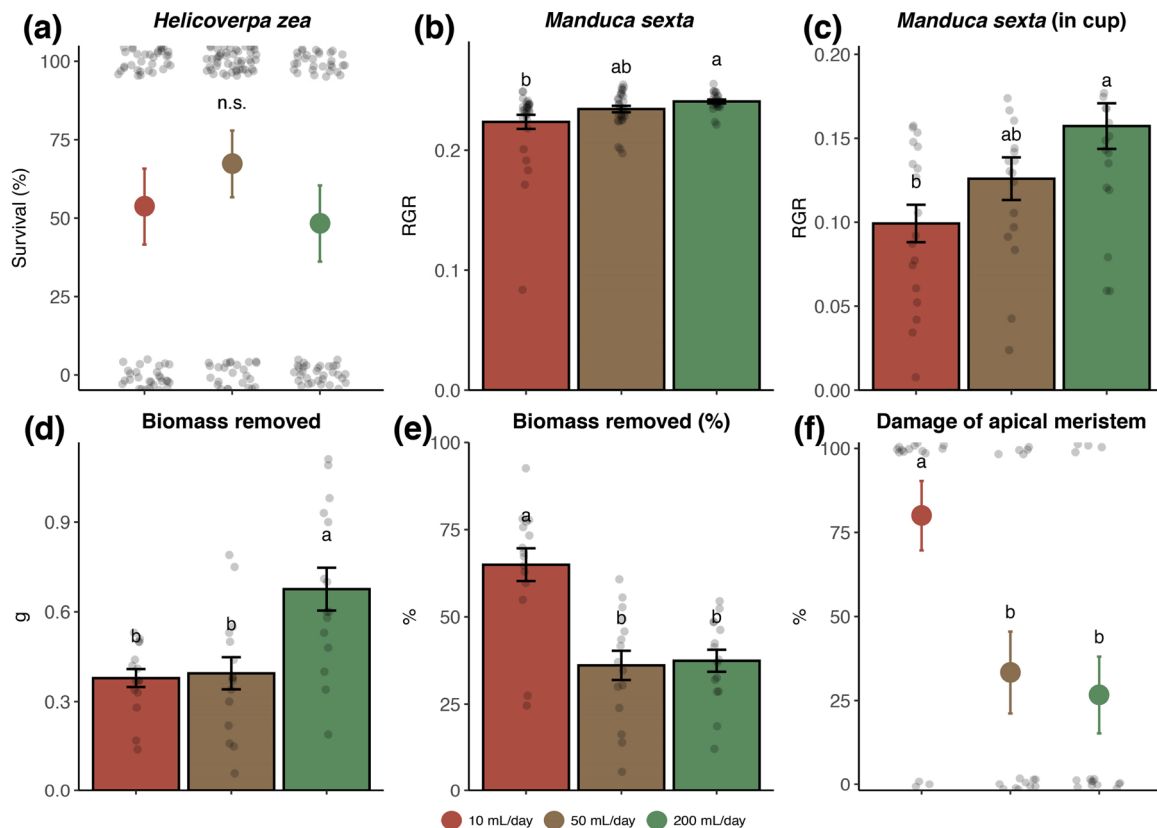 (a) Helicoverpa zea
Survival (%)
100
75
50
25
0
n.s.
(b) Manduca sexta
RGR
0.2
0.1
0.0
b ab a
(c) Manduca sexta (in cup)
RGR
0.20
0.15
0.10
0.05
0.00
b ab a
(d) Biomass removed
g
0.9
0.6
0.3
0.0
b b a
(e) Biomass removed (%)
%
100
75
50
25
0
a b b
(f) Damage of apical meristem
%
100
75
50
25
0
a b b
10 mL/day 50 mL/day 200 mL/day